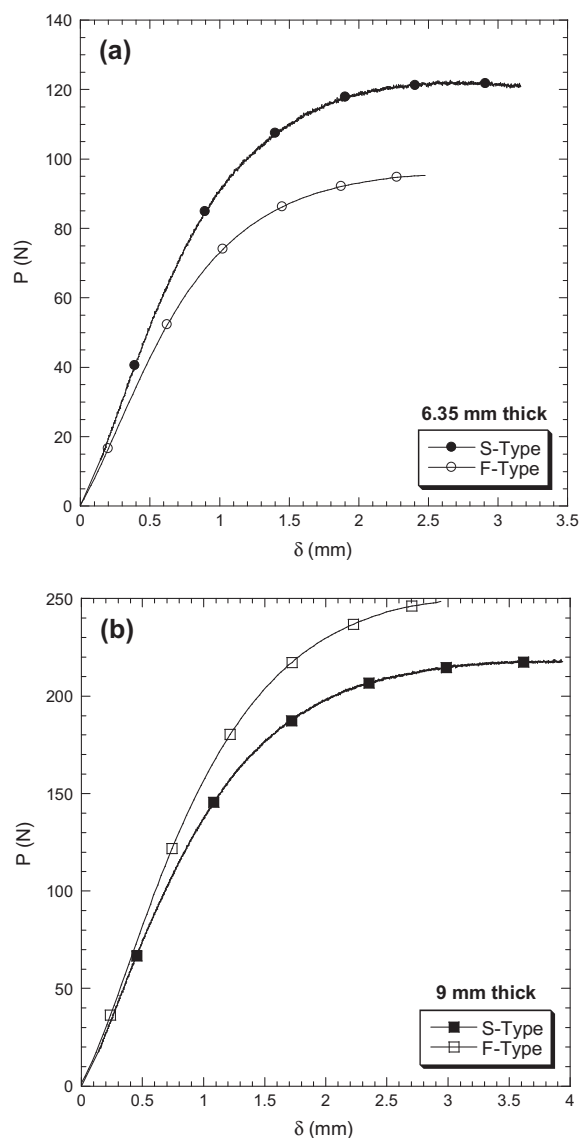 (a)
140
120
100
80
60
40
20
0
P (N)
0 0.5 1 1.5 2 2.5 3 3.5
δ (mm)
6.35 mm thick
S-Type
F-Type
(b)
250
200
150
100
50
0
P (N)
0 0.5 1 1.5 2 2.5 3 3.5 4
δ (mm)
9 mm thick
S-Type
F-Type